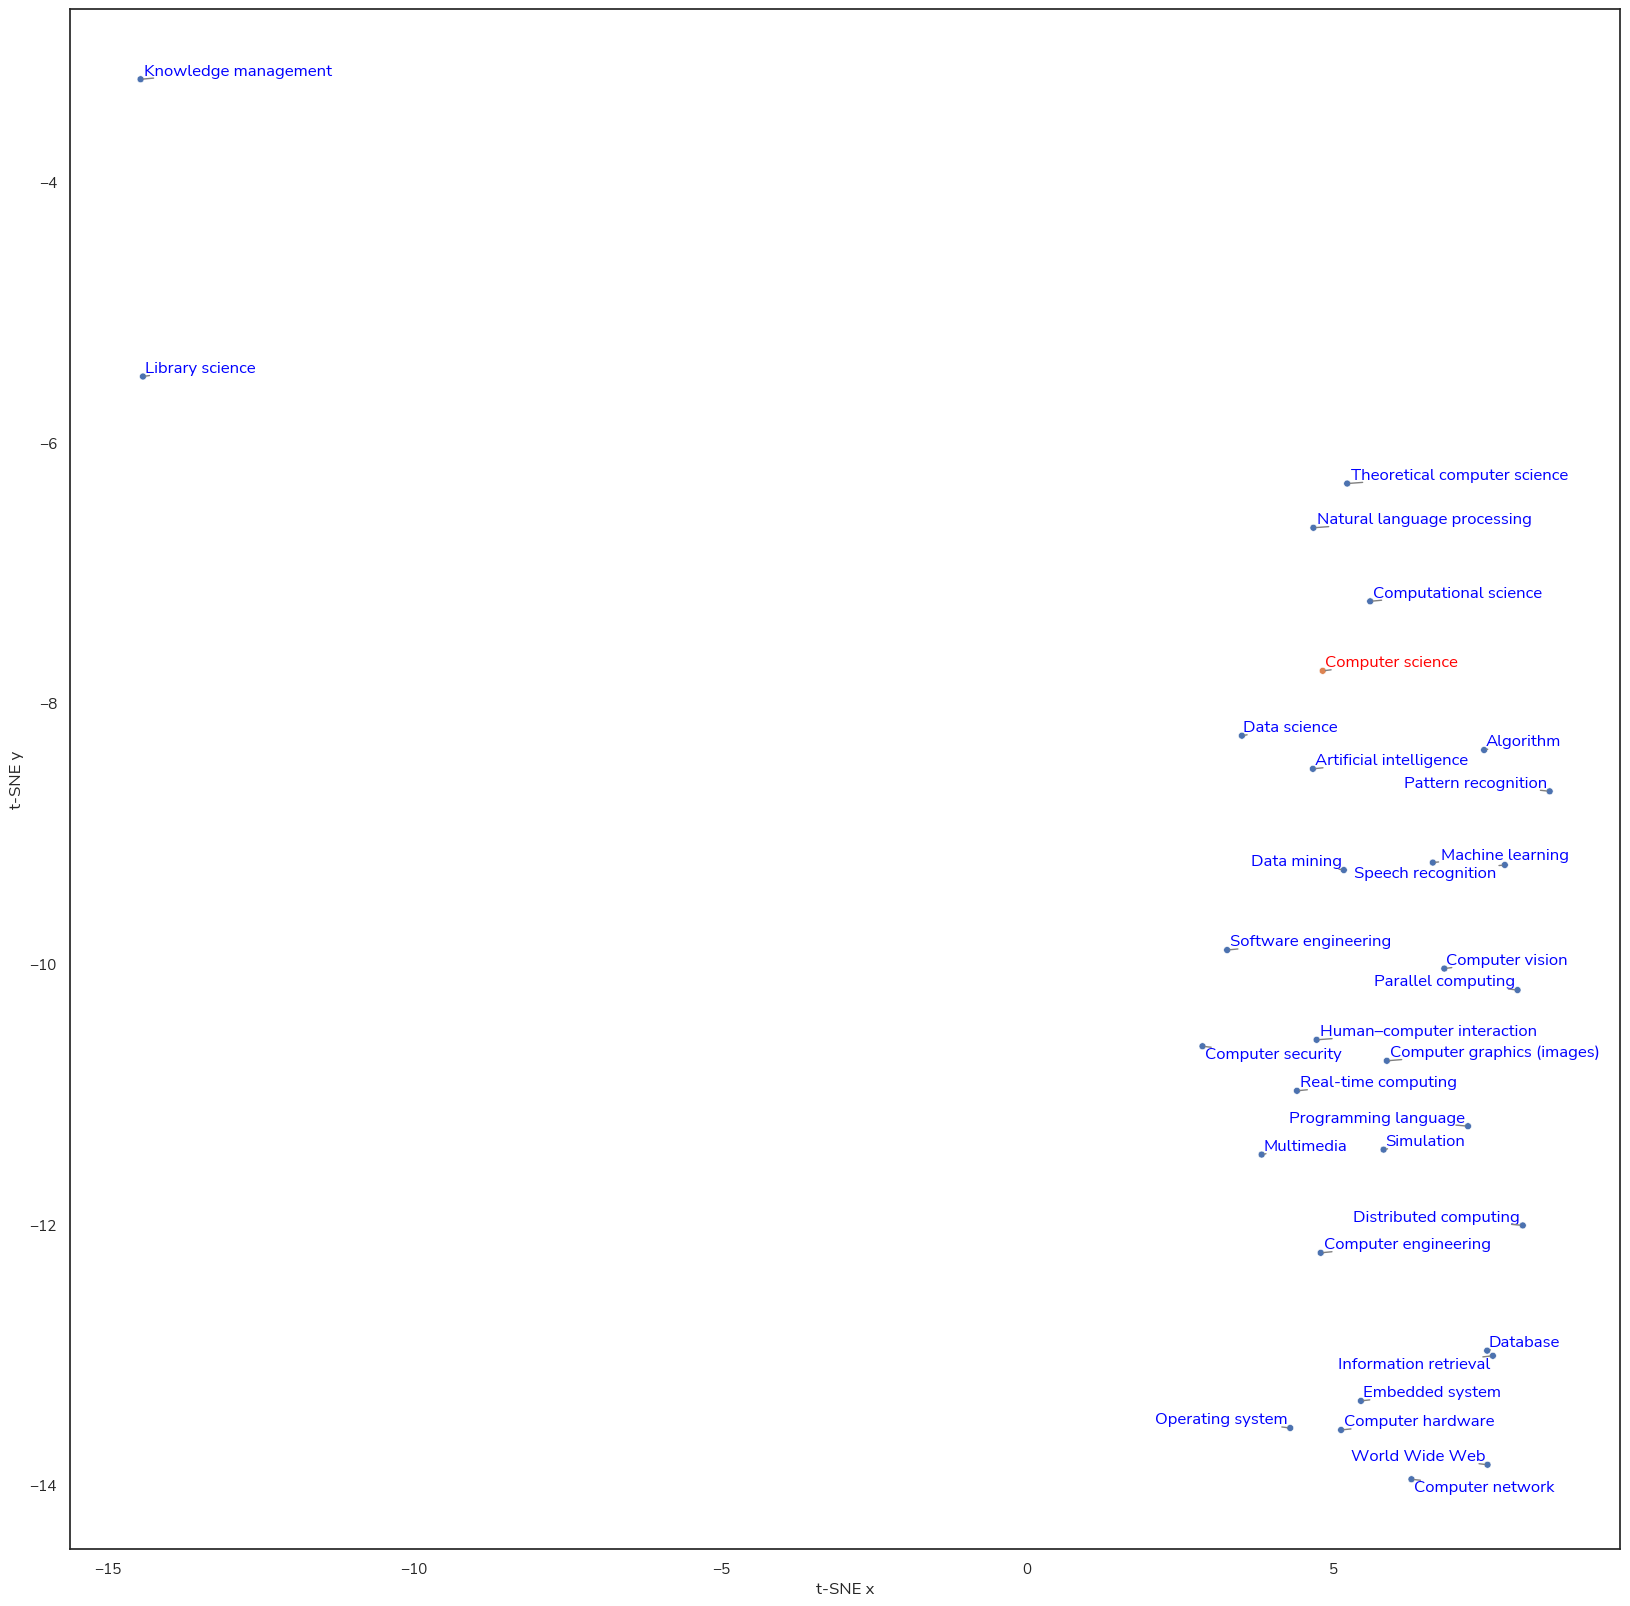 Knowledge management
−4
Library science
−6
Theoretical computer science
Natural language processing
Computational science
Computer science
−8
Data science
Algorithm
Artificial intelligence
Pattern recognition
t-SNE y
Machine learning
Data mining
Speech recognition
Software engineering
−10
Computer vision
Parallel computing
Human–computer interaction
Computer security
Computer graphics (images)
Real-time computing
Programming language
Simulation
Multimedia
−12
Distributed computing
Computer engineering
Database
Information retrieval
Embedded system
Operating system
Computer hardware
World Wide Web
−14
Computer network
−15
−10
−5
0
5
t-SNE x